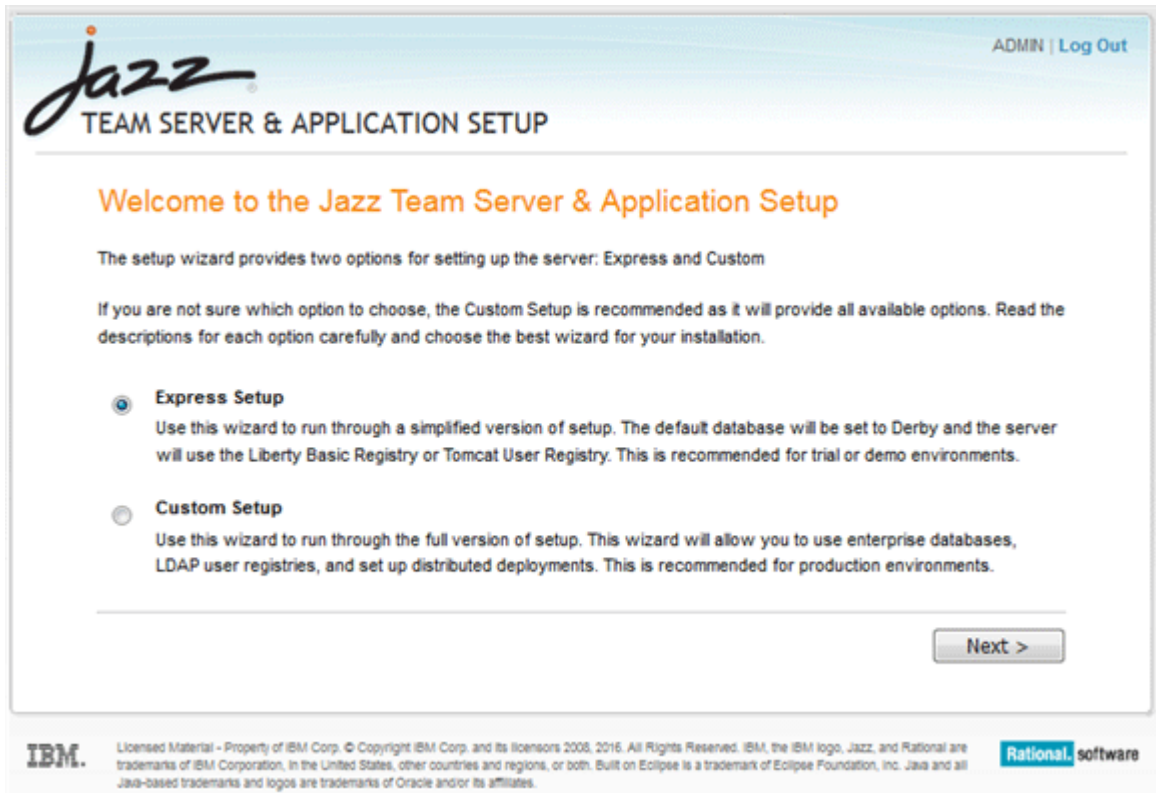 jazz
ADMIN | Log Out
TEAM SERVER & APPLICATION SETUP
Welcome to the Jazz Team Server & Application Setup
The setup wizard provides two options for setting up the server: Express and Custom
If you are not sure which option to choose, the Custom Setup is recommended as it will provide all available options. Read the
descriptions for each option carefully and choose the best wizard for your installation.
Express Setup
Use this wizard to run through a simplified version of setup. The default database will be set to Derby and the server
will use the Liberty Basic Registry or Tomcat User Registry. This is recommended for trial or demo environments.
Custom Setup
Use this wizard to run through the full version of setup. This wizard will allow you to use enterprise databases,
LDAP user registries, and set up distributed deployments. This is recommended for production environments.
Next >
IBM.
Licensed Material - Property of IBM Corp. © Copyright IBM Corp. and its licensors 2008, 2016. All Rights Reserved. IBM, the IBM logo, Jazz, and Rational are
trademarks of IBM Corporation, in the United States, other countries and regions, or both. Built on Eclipse is a trademark of Eclipse Foundation, Inc. Java and all
Java-based trademarks and logos are trademarks of Oracle and/or its affiliates.
Rational. software